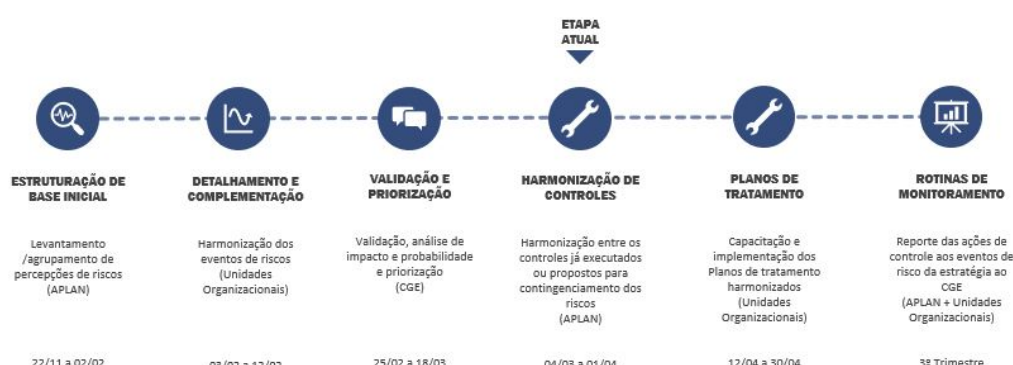 ETAPA
ATUAL
ESTRUTURAÇÃO DE
BASE INICIAL
Levantamento
/agrupamento de
percepções de riscos
(APLAN)
22/11 a 02/02
DETALHAMENTO E
COMPLEMENTAÇÃO
Harmonização dos
eventos de riscos
(Unidades
Organizacionais)
03/02 a 12/02
VALIDAÇÃO E
PRIORIZAÇÃO
Validação, análise de
impacto e probabilidade
e priorização
(CGE)
25/02 a 18/03
HARMONIZAÇÃO DE
CONTROLES
Harmonização entre os
controles já executados
ou propostos para
contingenciamento dos
riscos
(APLAN)
04/03 a 01/04
PLANOS DE
TRATAMENTO
Capacitação e
implementação dos
Planos de tratamento
harmonizados
(Unidades
Organizacionais)
12/04 a 30/04
ROTINAS DE
MONITORAMENTO
Reporte das ações de
controle aos eventos de
risco da estratégia ao
CGE
(APLAN + Unidades
Organizacionais)
3º Trimestre